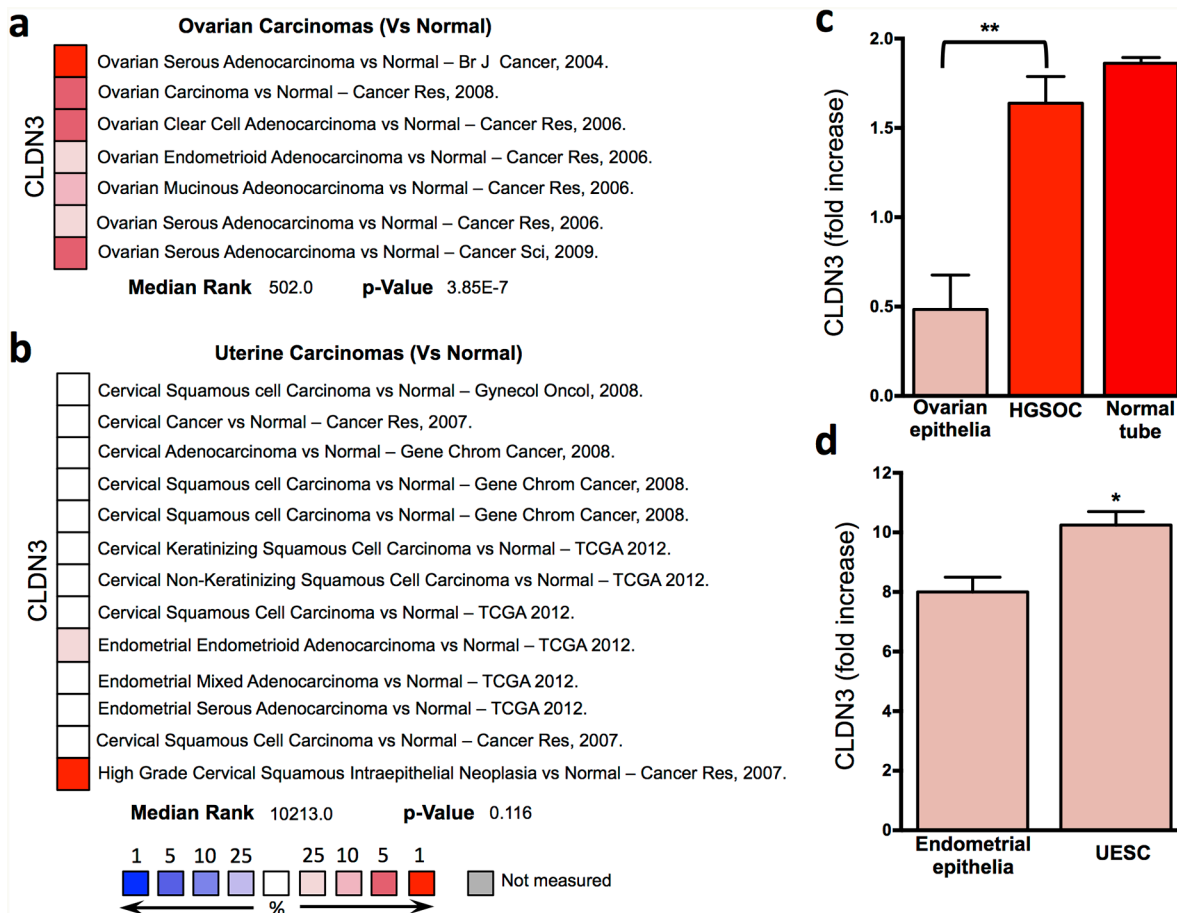 a
Ovarian Carcinomas (Vs Normal)
CLDN3
Ovarian Serous Adenocarcinoma vs Normal – Br J Cancer, 2004.
Ovarian Carcinoma vs Normal – Cancer Res, 2008.
Ovarian Clear Cell Adenocarcinoma vs Normal – Cancer Res, 2006.
Ovarian Endometrioid Adenocarcinoma vs Normal – Cancer Res, 2006.
Ovarian Mucinous Adeonocarcinoma vs Normal – Cancer Res, 2006.
Ovarian Serous Adenocarcinoma vs Normal – Cancer Res, 2006.
Ovarian Serous Adenocarcinoma vs Normal – Cancer Sci, 2009.
Median Rank 502.0 p-Value 3.85E-7
b
Uterine Carcinomas (Vs Normal)
CLDN3
Cervical Squamous cell Carcinoma vs Normal – Gynecol Oncol, 2008.
Cervical Cancer vs Normal – Cancer Res, 2007.
Cervical Adenocarcinoma vs Normal – Gene Chrom Cancer, 2008.
Cervical Squamous cell Carcinoma vs Normal – Gene Chrom Cancer, 2008.
Cervical Squamous cell Carcinoma vs Normal – Gene Chrom Cancer, 2008.
Cervical Keratinizing Squamous Cell Carcinoma vs Normal – TCGA 2012.
Cervical Non-Keratinizing Squamous Cell Carcinoma vs Normal – TCGA 2012.
Cervical Squamous Cell Carcinoma vs Normal – TCGA 2012.
Endometrial Endometrioid Adenocarcinoma vs Normal – TCGA 2012.
Endometrial Mixed Adenocarcinoma vs Normal – TCGA 2012.
Endometrial Serous Adenocarcinoma vs Normal – TCGA 2012.
Cervical Squamous Cell Carcinoma vs Normal – Cancer Res, 2007.
High Grade Cervical Squamous Intraepithelial Neoplasia vs Normal – Cancer Res, 2007.
Median Rank 10213.0 p-Value 0.116
1 5 10 25 25 10 5 1
Not measured
%
c
CLDN3 (fold increase)
**
2.0
1.5
1.0
0.5
0.0
Ovarian epithelia
HGSOC
Normal tube
d
CLDN3 (fold increase)
*
12
10
8
6
4
2
0
Endometrial epithelia
UESC